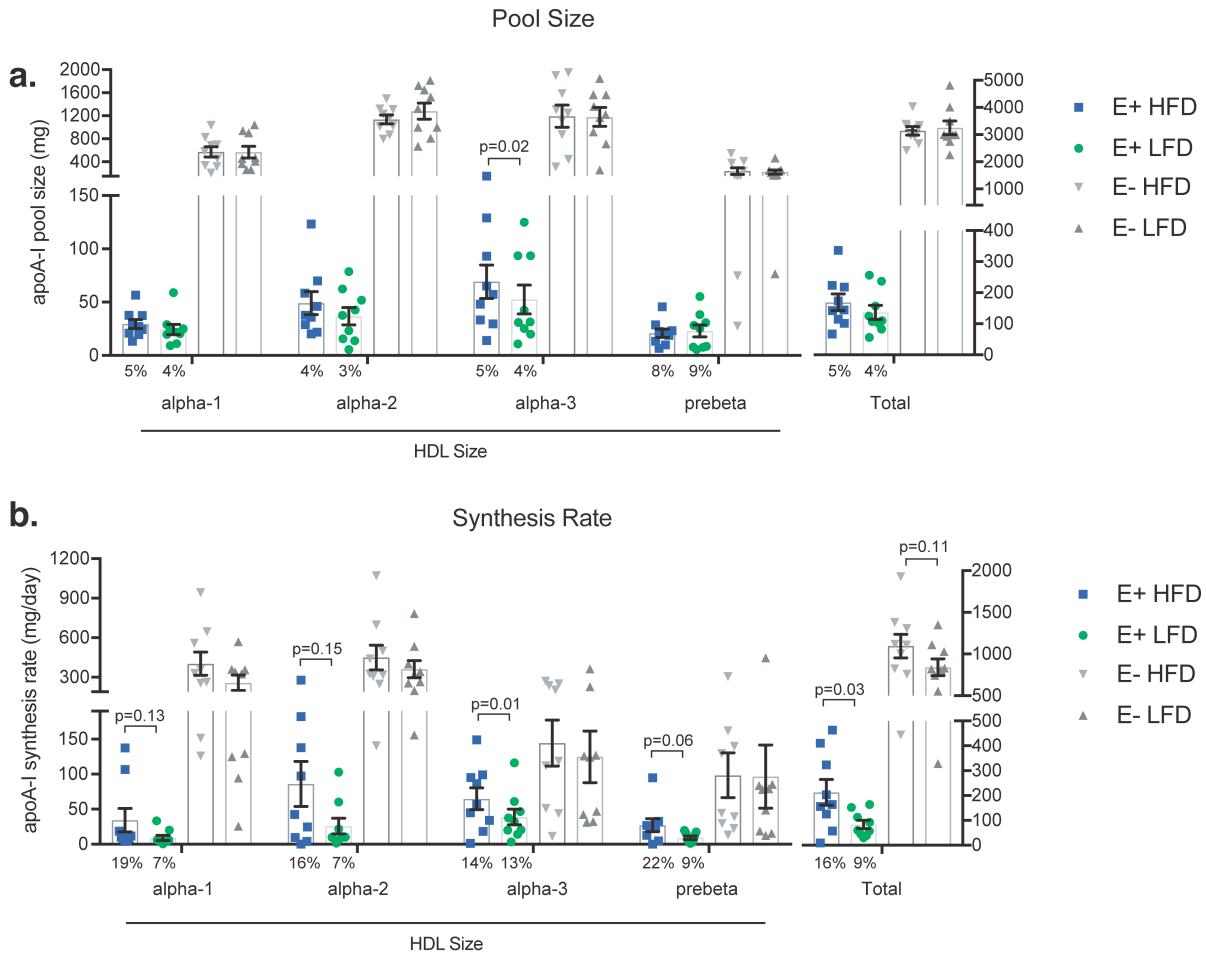 Pool Size
a.
apoA-I pool size (mg)
2000
1600
1200
800
400
150
100
50
0
p=0.02
5000
4000
3000
2000
1000
400
300
200
100
0
E+ HFD
E+ LFD
E- HFD
E- LFD
5% 4% 4% 3% 5% 4% 8% 9% 5% 4%
alpha-1 alpha-2 alpha-3 prebeta Total
HDL Size
b.
Synthesis Rate
apoA-I synthesis rate (mg/day)
1200
900
600
300
150
100
50
0
p=0.13
p=0.15
p=0.01
p=0.06
p=0.03
p=0.11
2000
1500
1000
500
500
400
300
200
100
0
E+ HFD
E+ LFD
E- HFD
E- LFD
19% 7% 16% 7% 14% 13% 22% 9% 16% 9%
alpha-1 alpha-2 alpha-3 prebeta Total
HDL Size